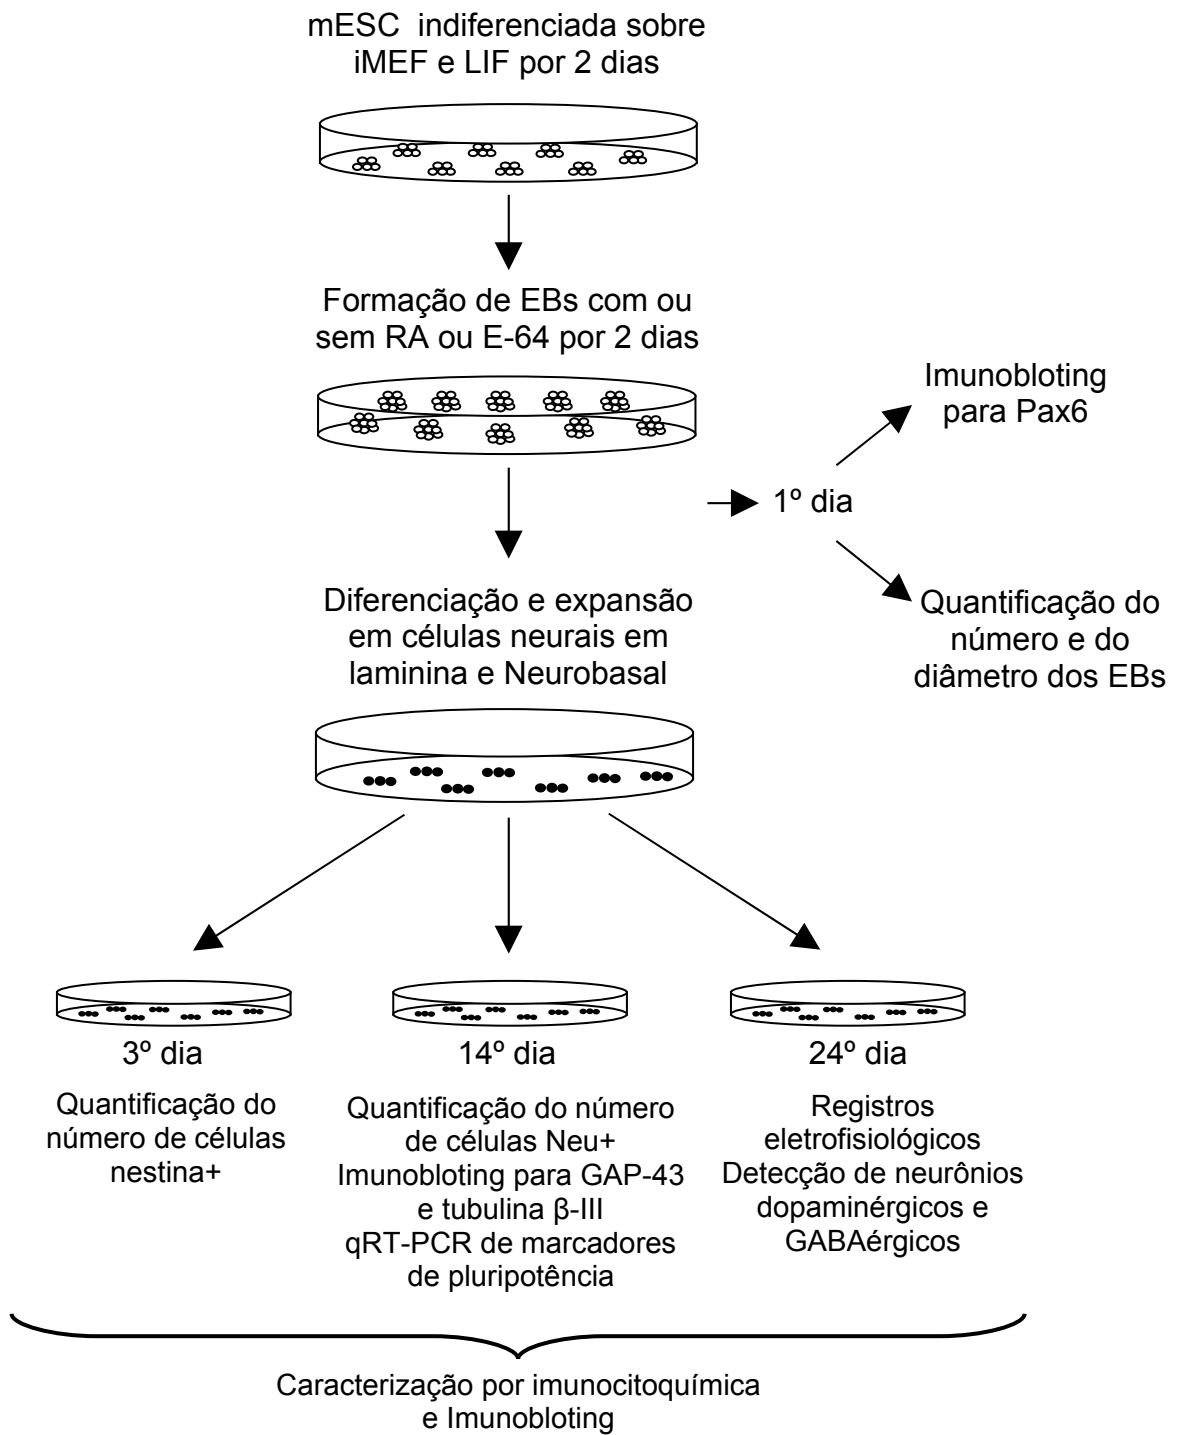 mESC indiferenciada sobre
iMEF e LIF por 2 dias
Formação de EBs com ou
sem RA ou E-64 por 2 dias
Imunobloting
para Pax6
1º dia
Quantificação do
número e do
diâmetro dos EBs
Diferenciação e expansão
em células neurais em
laminina e Neurobasal
3º dia
Quantificação do
número de células
nestina+
14º dia
Quantificação do número
de células Neu+
Imunobloting para GAP-43
e tubulina β-III
qRT-PCR de marcadores
de pluripotência
24º dia
Registros
eletrofisiológicos
Detecção de neurônios
dopaminérgicos e
GABAérgicos
Caracterização por imunocitoquímica
e Imunobloting